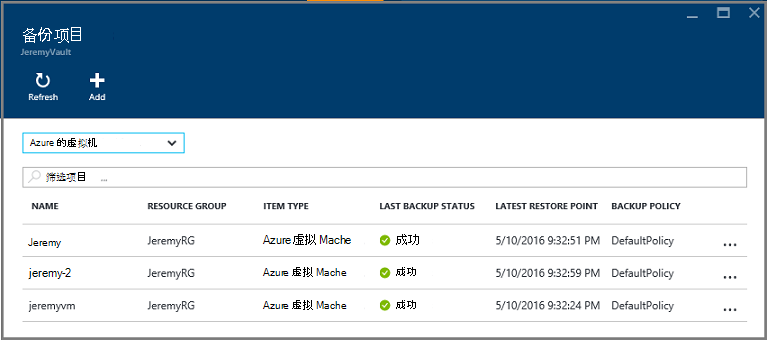 备份项目
JeremyVault
Refresh Add
Azure 的虚拟机
筛选项目 ...
NAME RESOURCE GROUP ITEM TYPE LAST BACKUP STATUS LATEST RESTORE POINT BACKUP POLICY
Jeremy JeremyRG Azure 虚拟 Mache 成功 5/10/2016 9:32:51 PM DefaultPolicy ...
jeremy-2 JeremyRG Azure 虚拟 Mache 成功 5/10/2016 9:32:59 PM DefaultPolicy ...
jeremyvm JeremyRG Azure 虚拟 Mache 成功 5/10/2016 9:32:24 PM DefaultPolicy ...